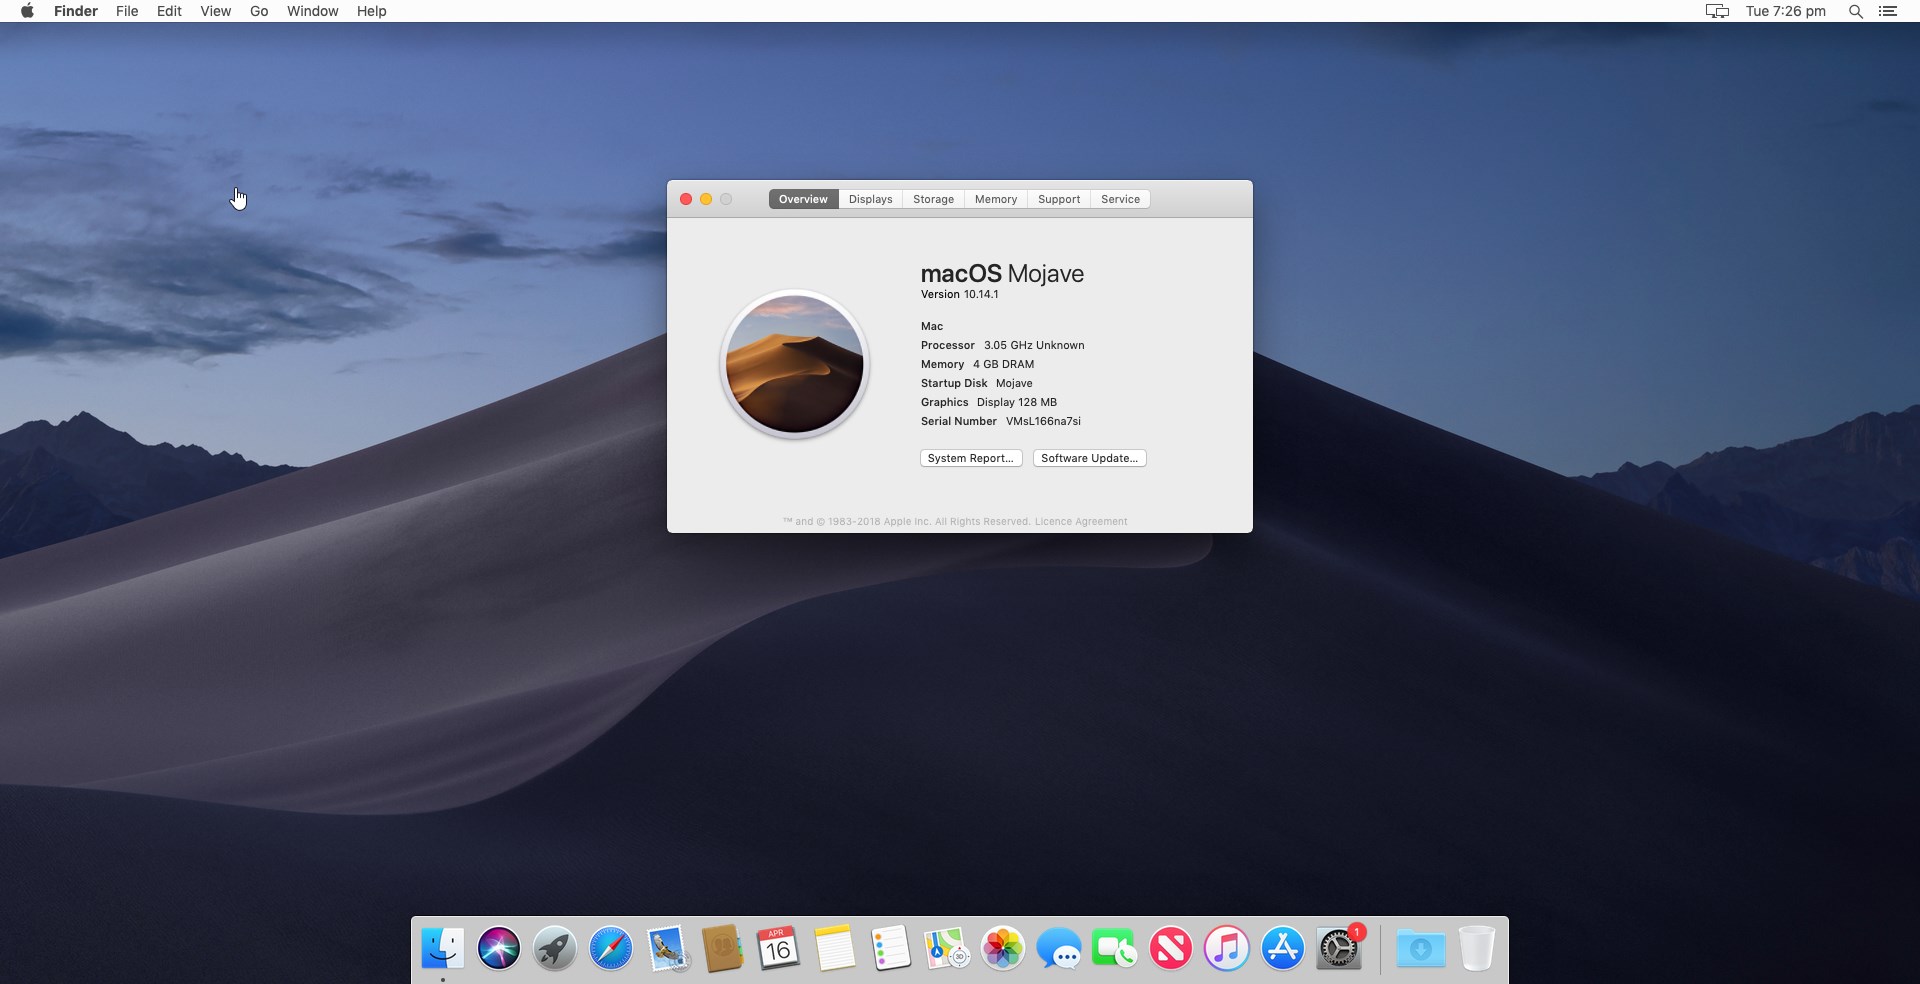 Finder File Edit View Go Window Help
Tue 7:26 pm
Overview Displays Storage Memory Support Service
macOS Mojave
Version 10.14.1
Mac
Processor 3.05 GHz Unknown
Memory 4 GB DRAM
Startup Disk Mojave
Graphics Display 128 MB
Serial Number VMsL166na7si
System Report... Software Update...
™ and © 1983-2018 Apple Inc. All Rights Reserved. Licence Agreement
APR
16
3D
1